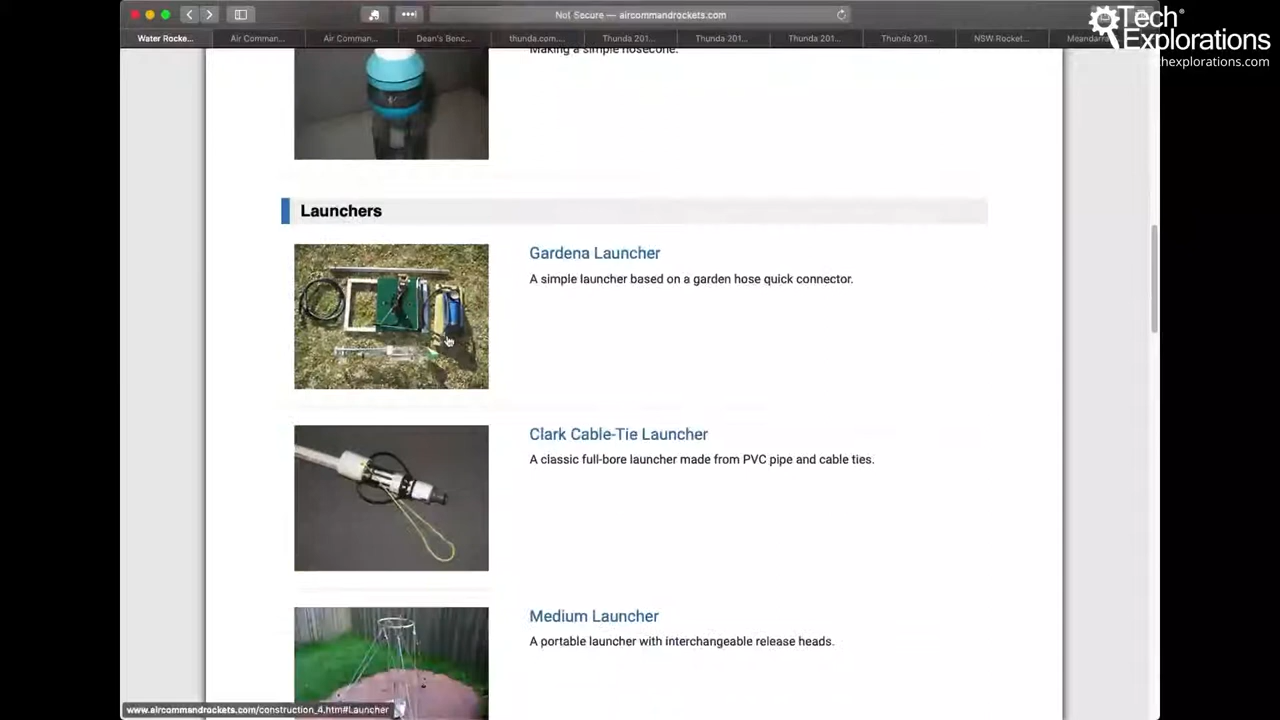 Not Secure — aircommandrockets.com
Water Rocke... Air Comman... Air Comman... Dean's Benc... thunda.com.... Thunda 201... Thunda 201... Thunda 201... Thunda 201... NSW Rocket...
Tech
Explorations
Making a simple nosecone.
Launchers
Gardena Launcher
A simple launcher based on a garden hose quick connector.
Clark Cable-Tie Launcher
A classic full-bore launcher made from PVC pipe and cable ties.
Medium Launcher
A portable launcher with interchangeable release heads.
www.aircommandrockets.com/construction_4.htm#Launcher